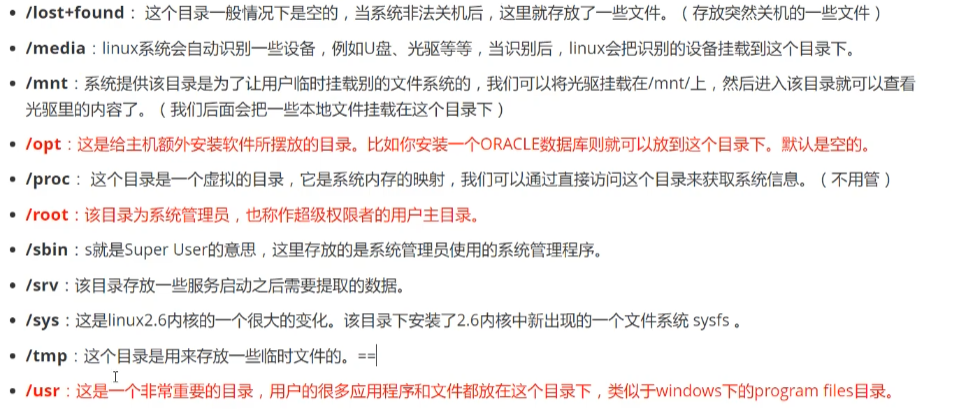 • /lost+found： 这个目录一般情况下是空的，当系统非法关机后，这里就存放了一些文件。（存放突然关机的一些文件）
• /media：linux系统会自动识别一些设备，例如U盘、光驱等等，当识别后，linux会把识别的设备挂载到这个目录下。
• /mnt：系统提供该目录是为了让用户临时挂载别的文件系统的，我们可以将光驱挂载在/mnt/上，然后进入该目录就可以查看
光驱里的内容了。（我们后面会把一些本地文件挂载在这个目录下）
• /opt：这是给主机额外安装软件所摆放的目录。比如你安装一个ORACLE数据库则就可以放到这个目录下。默认是空的。
• /proc： 这个目录是一个虚拟的目录，它是系统内存的映射，我们可以通过直接访问这个目录来获取系统信息。（不用管）
• /root：该目录为系统管理员，也称作超级权限者的用户主目录。
• /sbin：s就是Super User的意思，这里存放的是系统管理员使用的系统管理程序。
• /srv：该目录存放一些服务启动之后需要提取的数据。
• /sys：这是linux2.6内核的一个很大的变化。该目录下安装了2.6内核中新出现的一个文件系统 sysfs 。
• /tmp：这个目录是用来存放一些临时文件的。==
• /usr：这是一个非常重要的目录，用户的很多应用程序和文件都放在这个目录下，类似于windows下的program files目录。